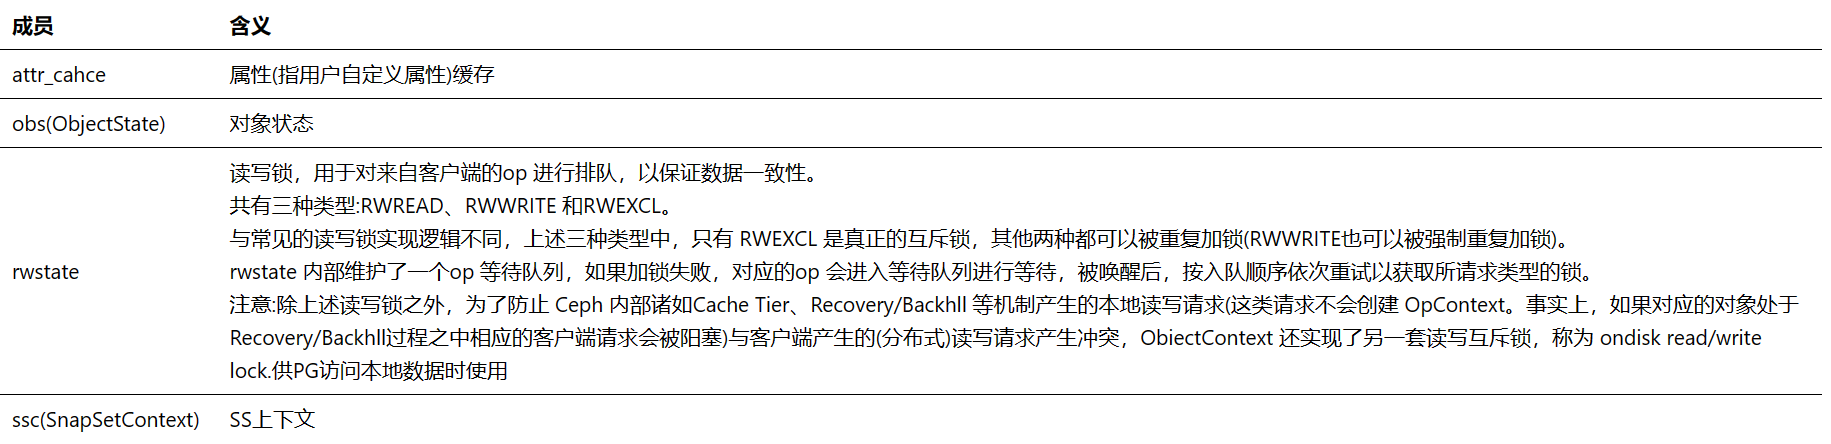 成员 含义
attr_cahce 属性(指用户自定义属性)缓存
obs(ObjectState) 对象状态
读写锁，用于对来自客户端的op 进行排队，以保证数据一致性。
共有三种类型:RWREAD、RWWRITE 和RWEXCL。
与常见的读写锁实现逻辑不同，上述三种类型中，只有 RWEXCL 是真正的互斥锁，其他两种都可以被重复加锁(RWWRITE也可以被强制重复加锁)。
rwstate rwstate 内部维护了一个op 等待队列，如果加锁失败，对应的op 会进入等待队列进行等待，被唤醒后，按入队顺序依次重试以获取所请求类型的锁。
注意:除上述读写锁之外，为了防止 Ceph 内部诸如Cache Tier、Recovery/Backhll 等机制产生的本地读写请求(这类请求不会创建 OpContext。事实上，如果对应的对象处于
Recovery/Backhll过程之中相应的客户端请求会被阳塞)与客户端产生的(分布式)读写请求产生冲突，ObiectContext 还实现了另一套读写互斥锁，称为 ondisk read/write
lock.供PG访问本地数据时使用
ssc(SnapSetContext) SS上下文